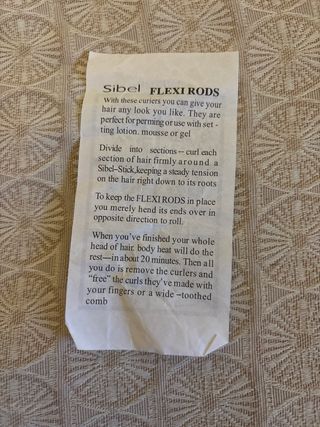 Sibel FLEXI RODS
With these curlers you can give your
hair any look you like. They are
perfect for perming or use with set -
ting lotion. mousse or gel
Divide into sections – curl each
section of hair firmly around a
Sibel–Stick,keeping a steady tension
on the hair right down to its roots
To keep the FLEXI RODS in place
you merely hend its ends over in
opposite direction to roll.
When you've finished your whole
head of hair. body heat will do the
rest—in about 20 minutes. Then all
you do is remove the curlers and
“free” the curls they've made with
your fingers or a wide –toothed
comb